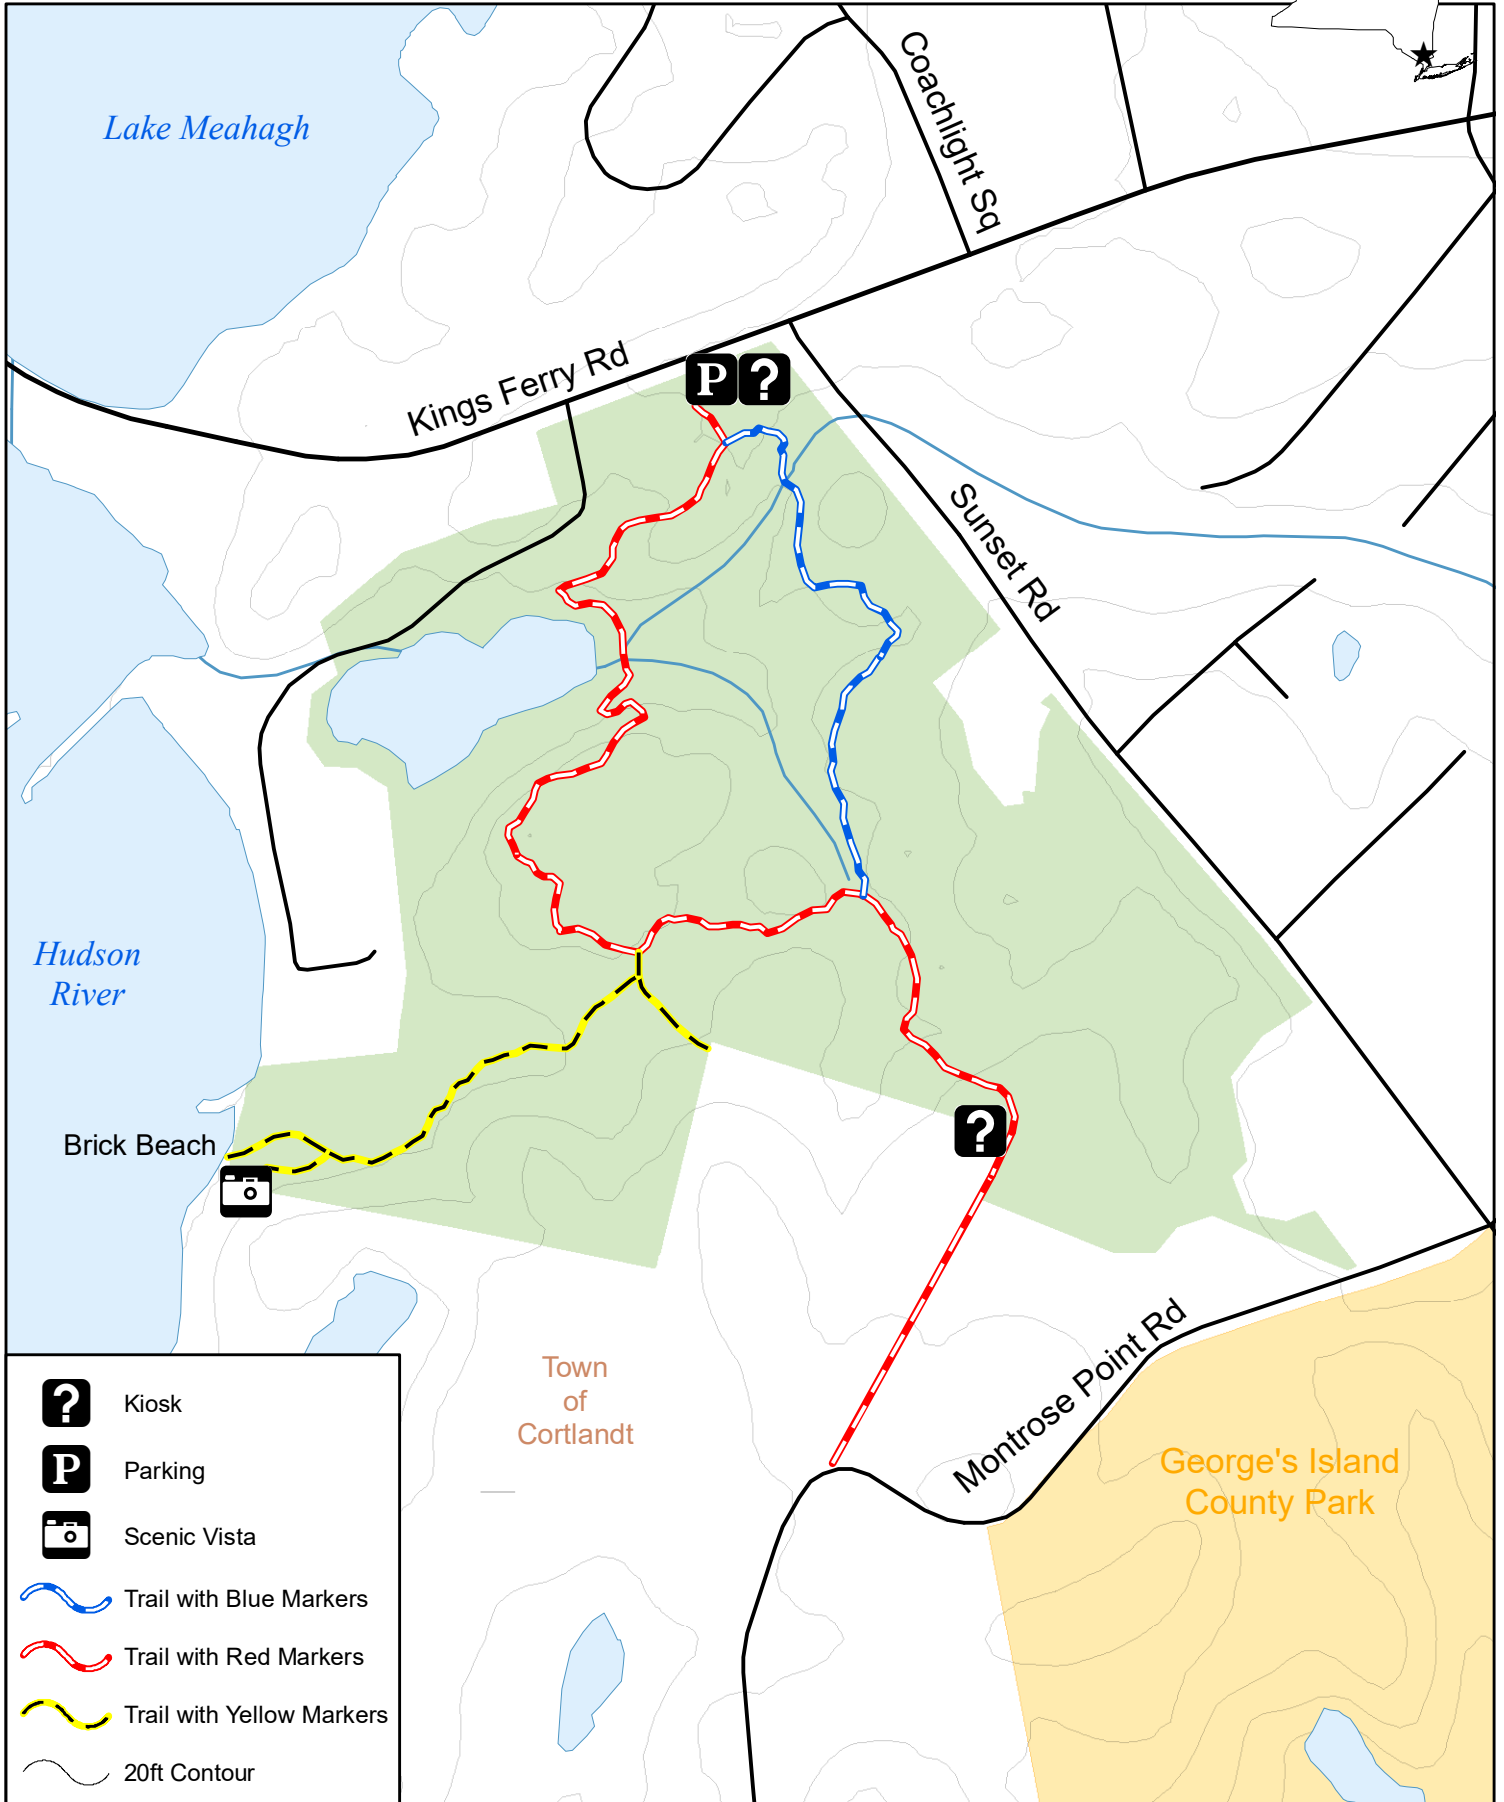 Lake Meahagh
Coachlight Sq
Kings Ferry Rd
P
?
Sunset Rd
Hudson
River
Brick Beach
?
Town
of
Cortlandt
Montrose Point Rd
George's Island
County Park
? Kiosk
P Parking
Scenic Vista
Trail with Blue Markers
Trail with Red Markers
Trail with Yellow Markers
20ft Contour